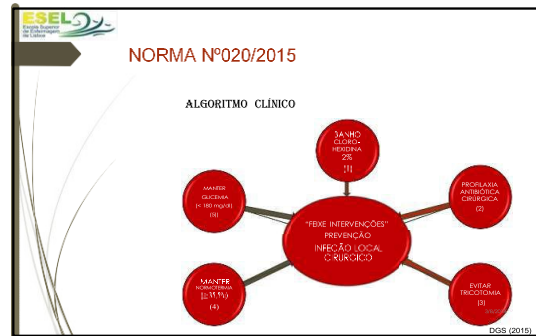 ESEL
Escola Superior
de Enfermagem
de Lisboa
NORMA Nº020/2015
ALGORITMO CLÍNICO
BANHO
CLORO-
HEXIDINA
2%
(1)
MANTER
GLICEMIA
(< 180 mg/dl)
(5)
PROFILAXIA
ANTIBIÓTICA
CIRÚRGICA
(2)
"FEIXE INTERVENÇÕES"
PREVENÇÃO
INFEÇÃO LOCAL
CIRURGICO
MANTER
NORMOTERMIA
(4)
EVITAR
TRICOTOMIA
(3)
DGS (2015)